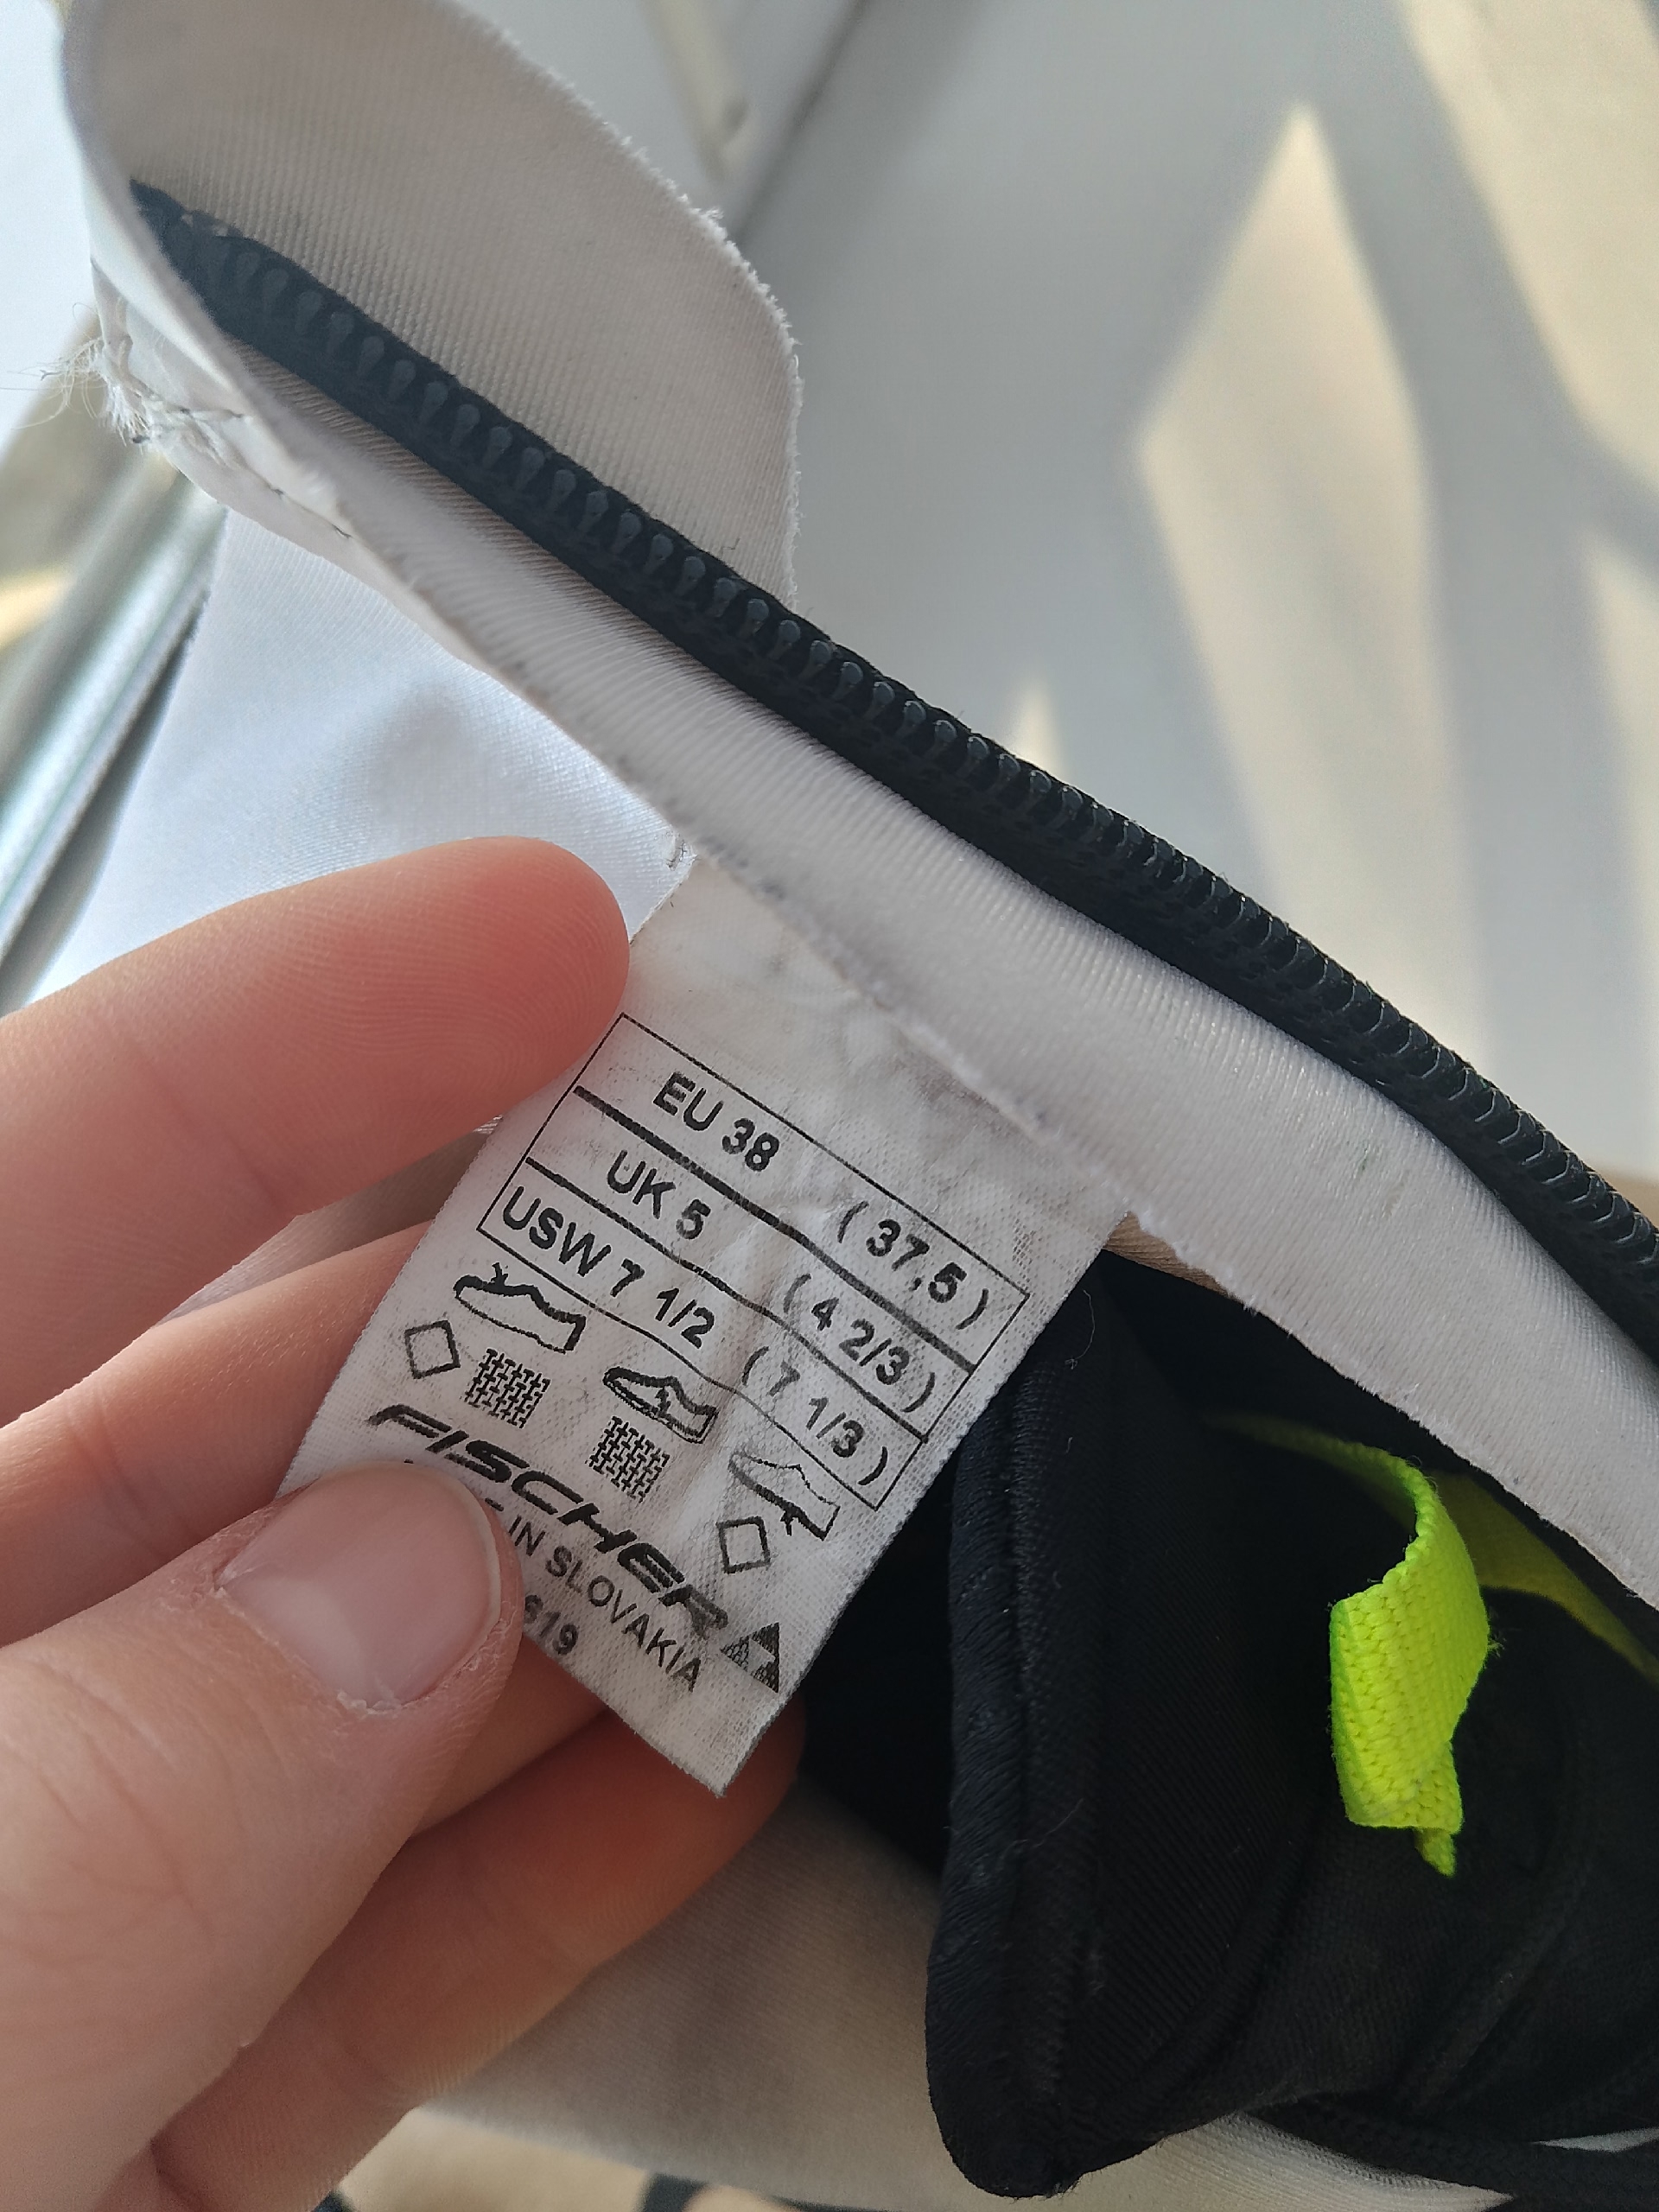 EU 38 ( 37,5 )
UK 5 ( 4 2/3 )
USW 7 1/2 ( 7 1/3 )
FISCHER
IN SLOVAKIA
619